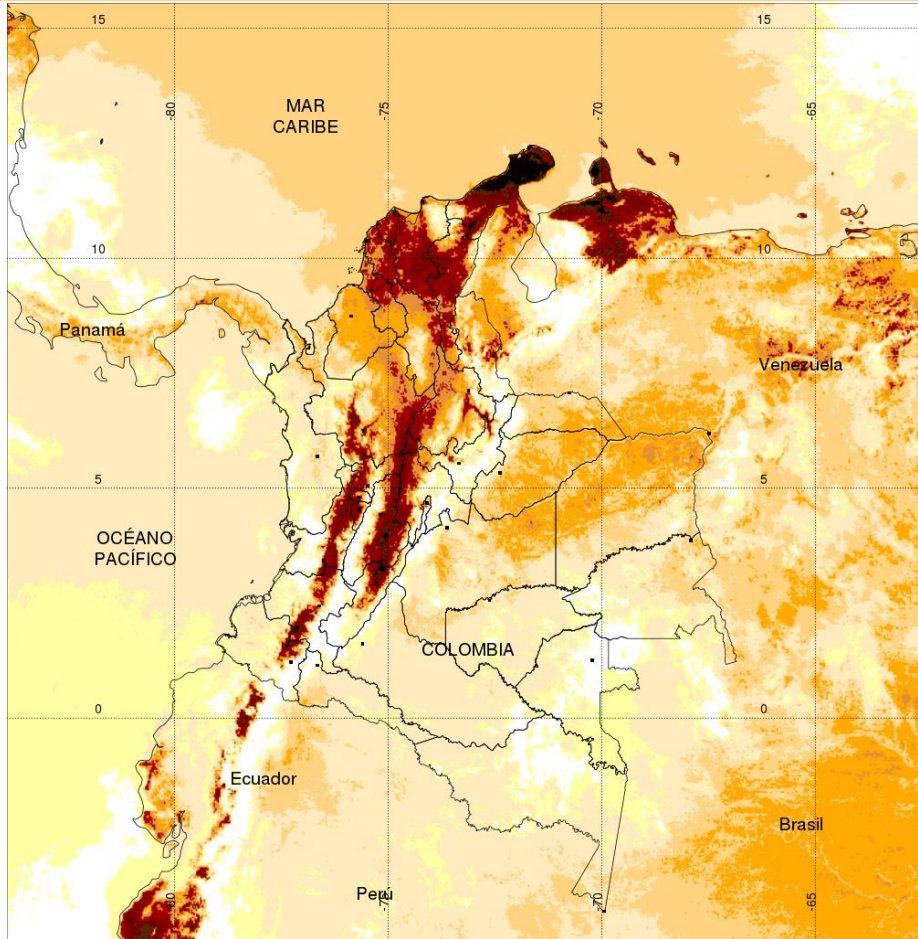 15
15
-80
-75
-70
-65
MAR
CARIBE
10
10
Panamá
Venezuela
5
5
OCÉANO
PACÍFICO
COLOMBIA
0
0
Ecuador
Brasil
Perú
-80
-75
-70
-65